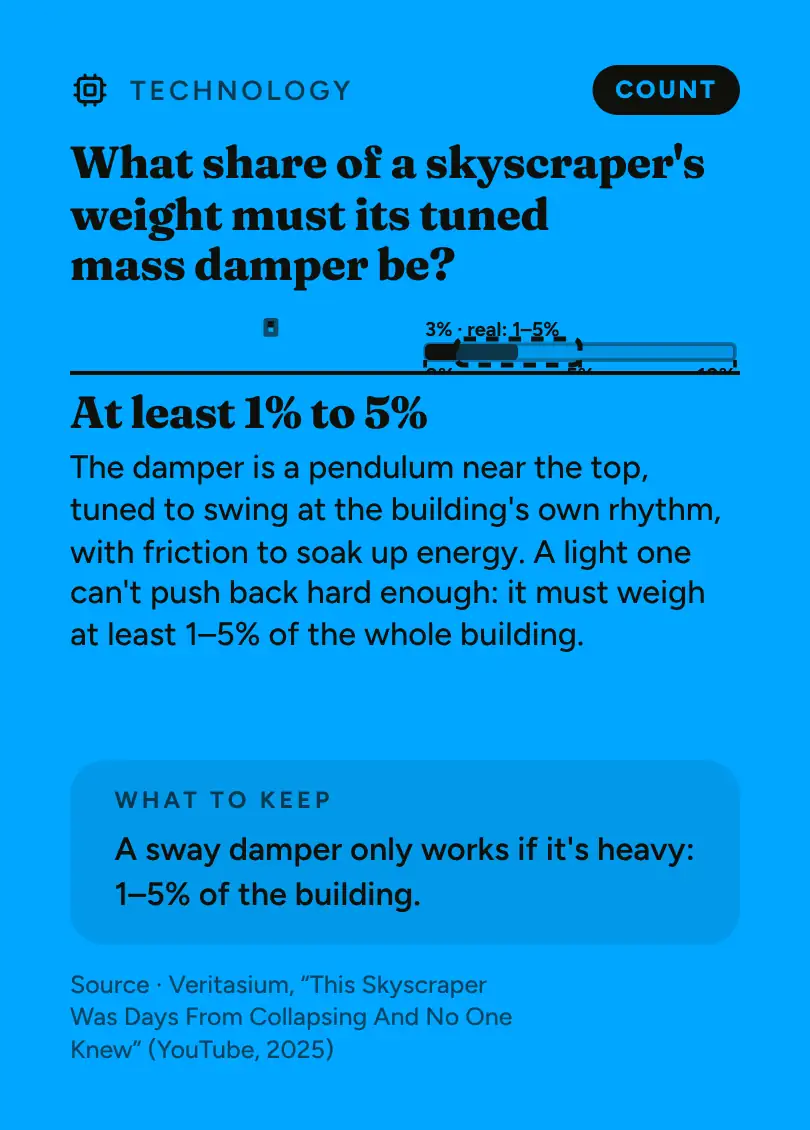 TECHNOLOGY
COUNT
What share of a skyscraper's
weight must its tuned
mass damper be?
3% · real: 1–5%
At least 1% to 5%
The damper is a pendulum near the top,
tuned to swing at the building's own rhythm,
with friction to soak up energy. A light one
can't push back hard enough: it must weigh
at least 1–5% of the whole building.
WHAT TO KEEP
A sway damper only works if it's heavy:
1–5% of the building.
Source · Veritasium, “This Skyscraper
Was Days From Collapsing And No One
Knew” (YouTube, 2025)